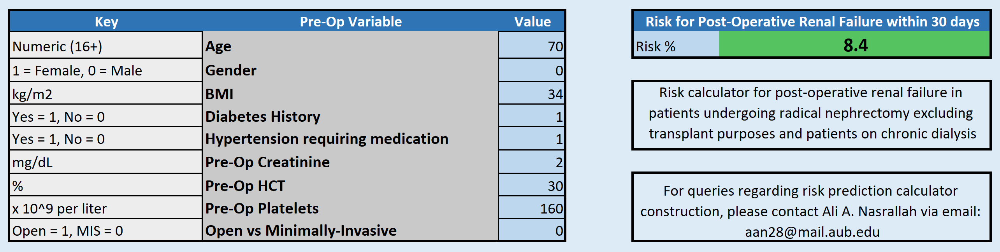 Key Pre-Op Variable Value
Numeric (16+) Age 70
1 = Female, 0 = Male Gender 0
kg/m2 BMI 34
Yes = 1, No = 0 Diabetes History 1
Yes = 1, No = 0 Hypertension requiring medication 1
mg/dL Pre-Op Creatinine 2
% Pre-Op HCT 30
x 10^9 per liter Pre-Op Platelets 160
Open = 1, MIS = 0 Open vs Minimally-Invasive 0
Risk for Post-Operative Renal Failure within 30 days
Risk % 8.4
Risk calculator for post-operative renal failure in
patients undergoing radical nephrectomy excluding
transplant purposes and patients on chronic dialysis
For queries regarding risk prediction calculator
construction, please contact Ali A. Nasrallah via email:
aan28@mail.aub.edu